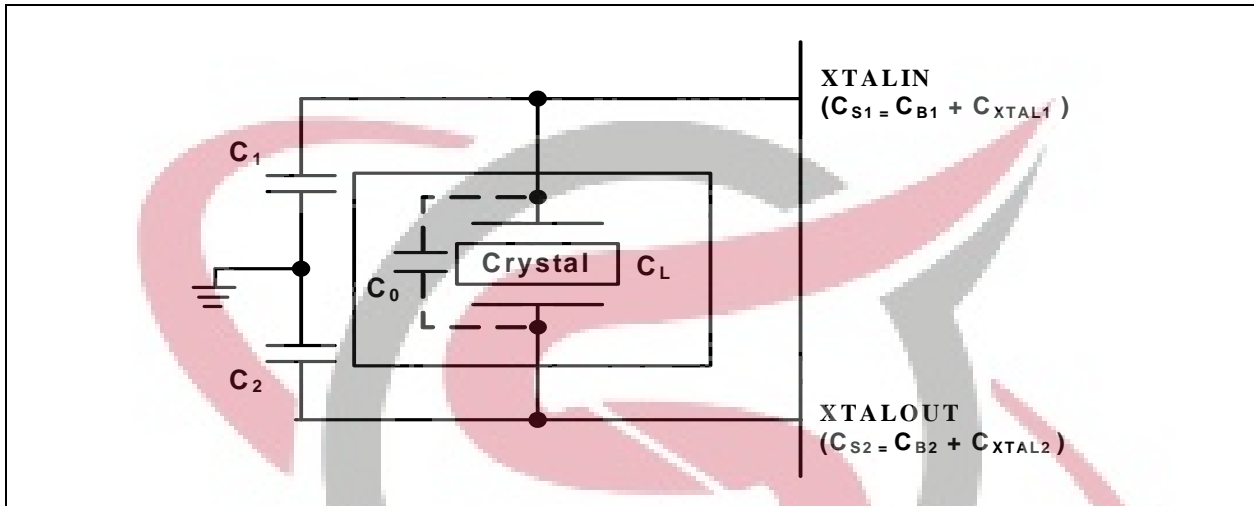 XTALIN
(CS1 = CB1 + CXTAL1 )
C1
Crystal
CL
C0
C2
XTALOUT
(CS2 = CB2 + CXTAL2)